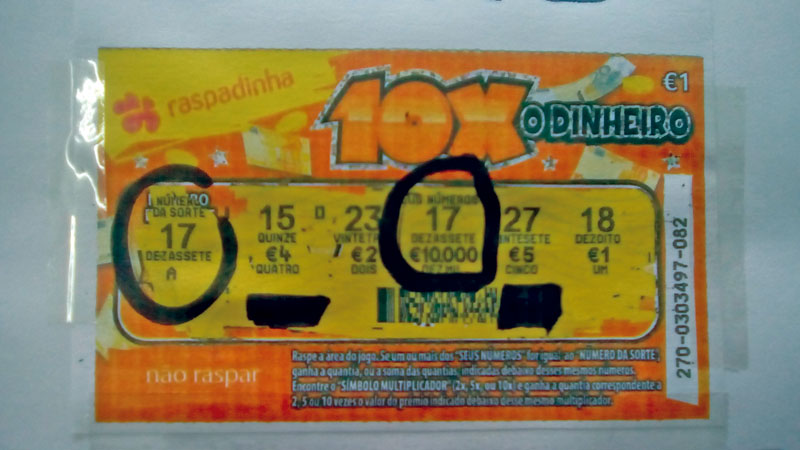 raspadinha
10X
O DINHEIRO
€1
NÚMERO
DA SORTE
17
DEZASSETE
A
15
QUINZE
€4
QUATRO
23
€2
DOIS
NÚMEROS
17
DEZASSETE
€10.000
DEZ MIL
27
€5
CINCO
18
DEZOITO
€1
UM
270-0303497-082
não raspar
Raspe a área do jogo. Se um ou mais dos "SEUS NÚMEROS" for igual ao "NÚMERO DA SORTE",
ganha a quantia, ou a soma das quantias, indicadas debaixo desses mesmos números.
Encontre o "SÍMBOLO MULTIPLICADOR" (2x, 5x, ou 10x) e ganha a quantia correspondente a
2, 5 ou 10 vezes o valor do prémio indicado debaixo desse mesmo multiplicador.